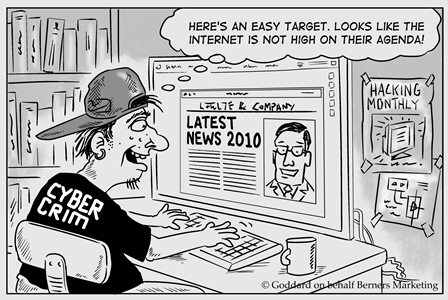 HERE'S AN EASY TARGET. LOOKS LIKE THE
INTERNET IS NOT HIGH ON THEIR AGENDA!
& COMPANY
LATEST
NEWS 2010
HACKING
MONTHLY
CYBER
CRIM
© Goddard on behalf Berners Marketing